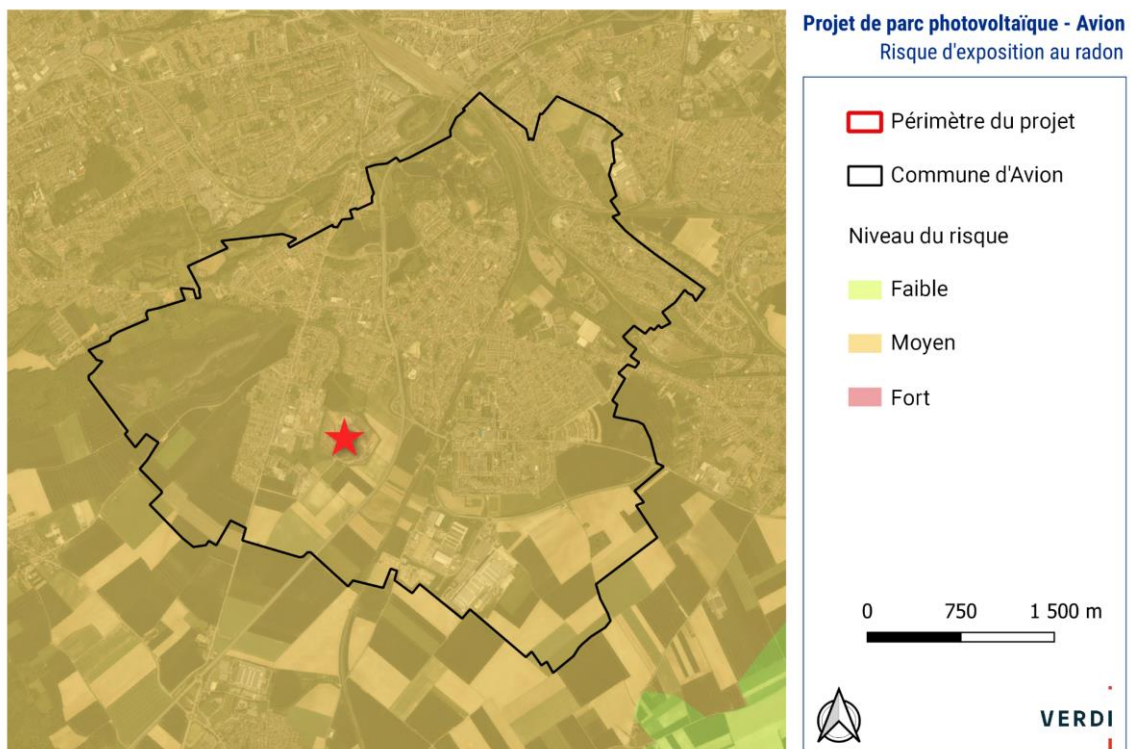 Projet de parc photovoltaïque - Avion
Risque d'exposition au radon
Périmètre du projet
Commune d'Avion
Niveau du risque
Faible
Moyen
Fort
0 750 1 500 m
VERDI